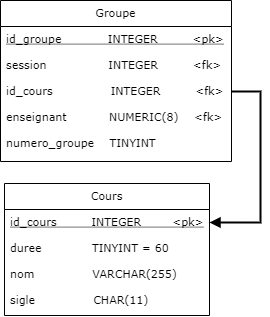 Groupe
id_groupe INTEGER <pk>
session INTEGER <fk>
id_cours INTEGER <fk>
enseignant NUMERIC(8) <fk>
numero_groupe TINYINT
Cours
id_cours INTEGER <pk>
duree TINYINT = 60
nom VARCHAR(255)
sigle CHAR(11)